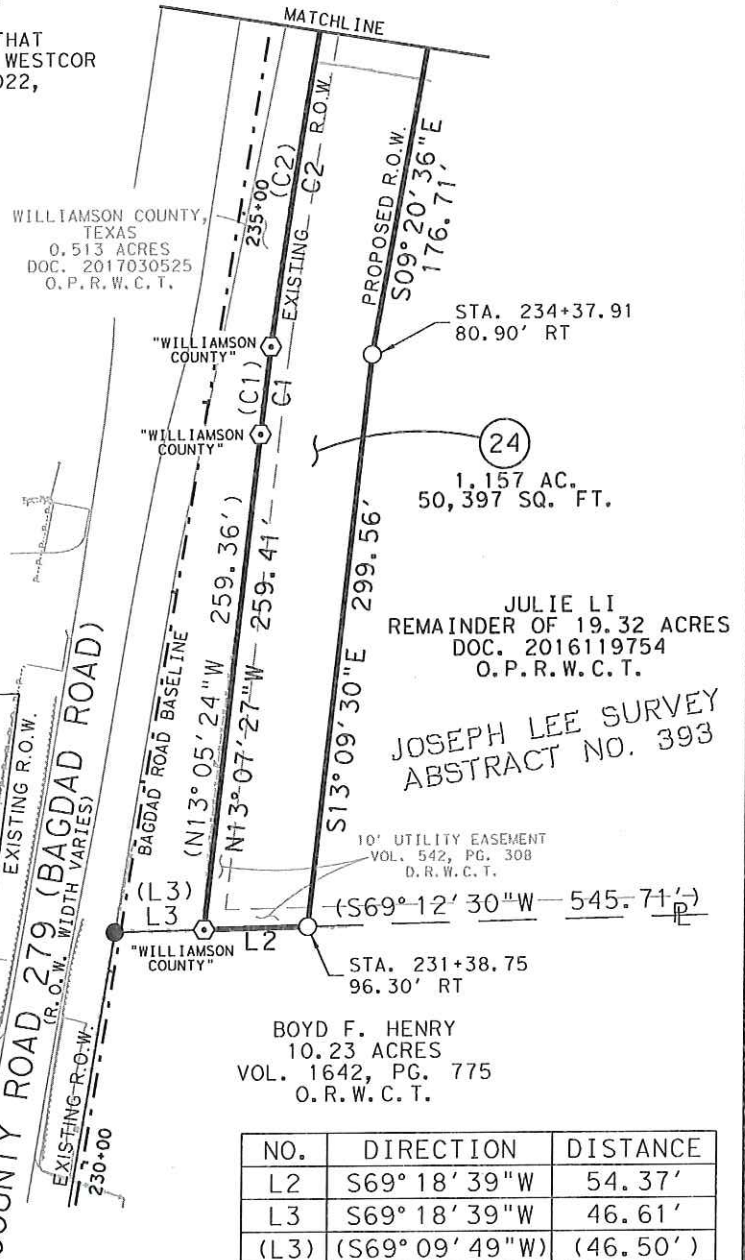 THAT
WESTCOR
022,
MATCHLINE
WILLIAMSON COUNTY,
TEXAS
0.513 ACRES
DOC. 2017030525
O.P.R.W.C.T.
235+00
(C2)
EXISTING C2 R.O.W.
PROPOSED R.O.W.
S09°20'36"E
176.71'
STA. 234+37.91
80.90' RT
"WILLIAMSON
COUNTY"
(C1)
C1
"WILLIAMSON
COUNTY"
24
1.157 AC.
50,397 SQ. FT.
(N13°05'24"W 259.36')
N13°07'27"W 259.41'
S13°09'30"E 299.56'
JULIE LI
REMAINDER OF 19.32 ACRES
DOC. 2016119754
O.P.R.W.C.T.
JOSEPH LEE SURVEY
ABSTRACT NO. 393
BAGDAD ROAD BASELINE
EXISTING R.O.W.
COUNTY ROAD 279 (BAGDAD ROAD)
(R.O.W. WIDTH VARIES)
EXISTING R.O.W.
230+00
10' UTILITY EASEMENT
VOL. 542, PG. 308
D.R.W.C.T.
(L3)
L3
(S69°12'30"W 545.71')
PL
"WILLIAMSON
COUNTY"
L2
STA. 231+38.75
96.30' RT
BOYD F. HENRY
10.23 ACRES
VOL. 1642, PG. 775
O.R.W.C.T.
NO. DIRECTION DISTANCE
L2 S69°18'39"W 54.37'
L3 S69°18'39"W 46.61'
(L3) (S69°09'49"W) (46.50')